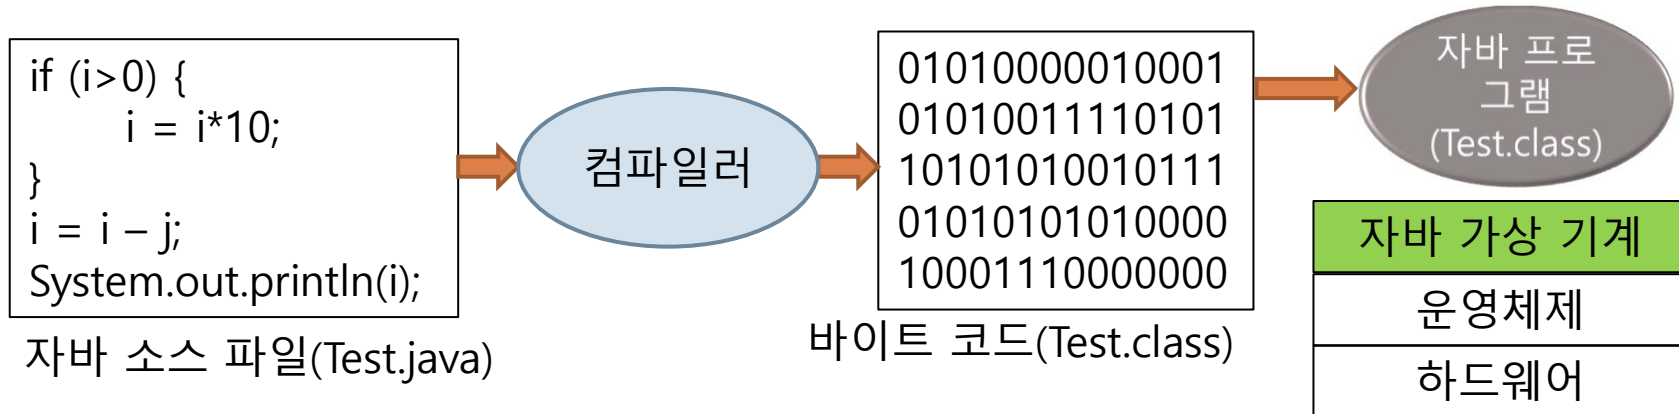 if (i>0) {
i = i*10;
}
i = i – j;
System.out.println(i);
자바 소스 파일(Test.java)
컴파일러
01010000010001
01010011110101
10101010010111
01010101010000
10001110000000
바이트 코드(Test.class)
자바 프로
그램
(Test.class)
자바 가상 기계
운영체제
하드웨어